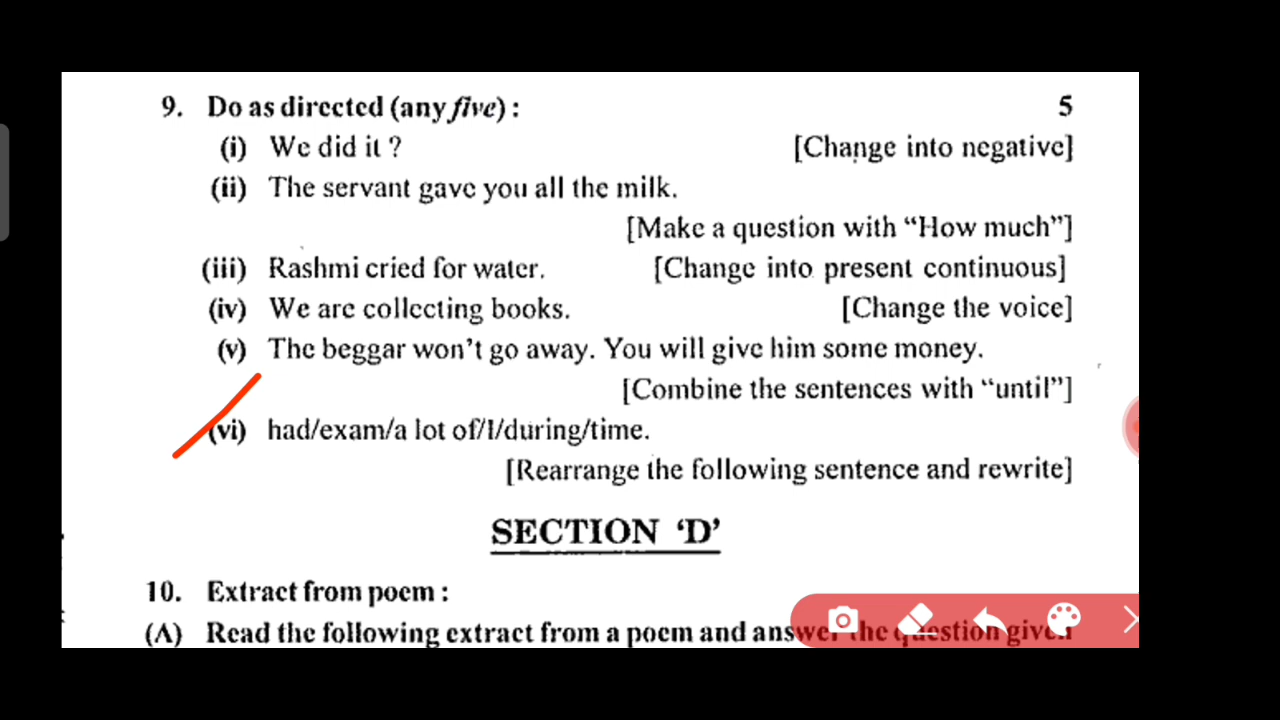 9. Do as directed (any five) : 5
(i) We did it ? [Change into negative]
(ii) The servant gave you all the milk.
[Make a question with “How much”]
(iii) Rashmi cried for water. [Change into present continuous]
(iv) We are collecting books. [Change the voice]
(v) The beggar won’t go away. You will give him some money.
[Combine the sentences with “until”]
(vi) had/exam/a lot of/I/during/time.
[Rearrange the following sentence and rewrite]
SECTION ‘D’
10. Extract from poem :
(A) Read the following extract from a poem and answer the question given